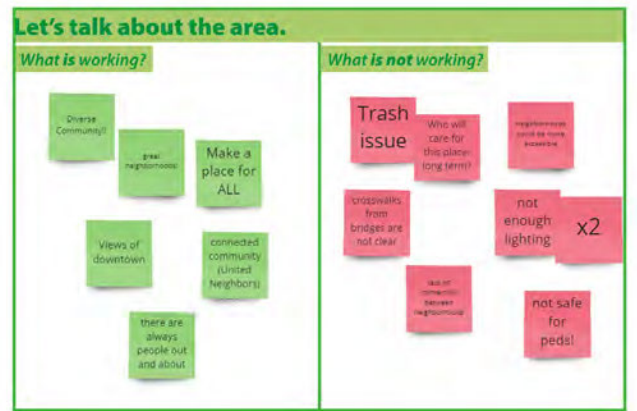 Let's talk about the area.
What is working?
Diverse
Community!!
great
neighborhoods!
Make a
place for
ALL
Views of
downtown
connected
community
(United
Neighbors)
there are
always
people out
and about
What is not working?
Trash
issue
Who will
care for
this place
long term?
neighborhoods
could be more
accessible
crosswalks
from
bridges are
not clear
not
enough
lighting
x2
lack of
connection
between
neighborhoods
not safe
for
peds!